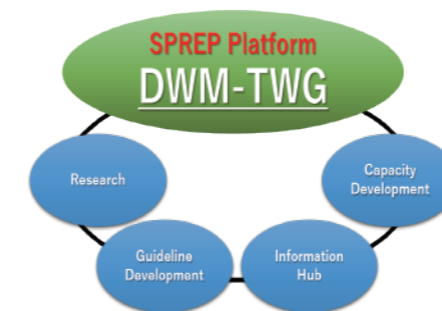 SPREP Platform
DWM-TWG
Research
Capacity
Development
Guideline
Development
Information
Hub